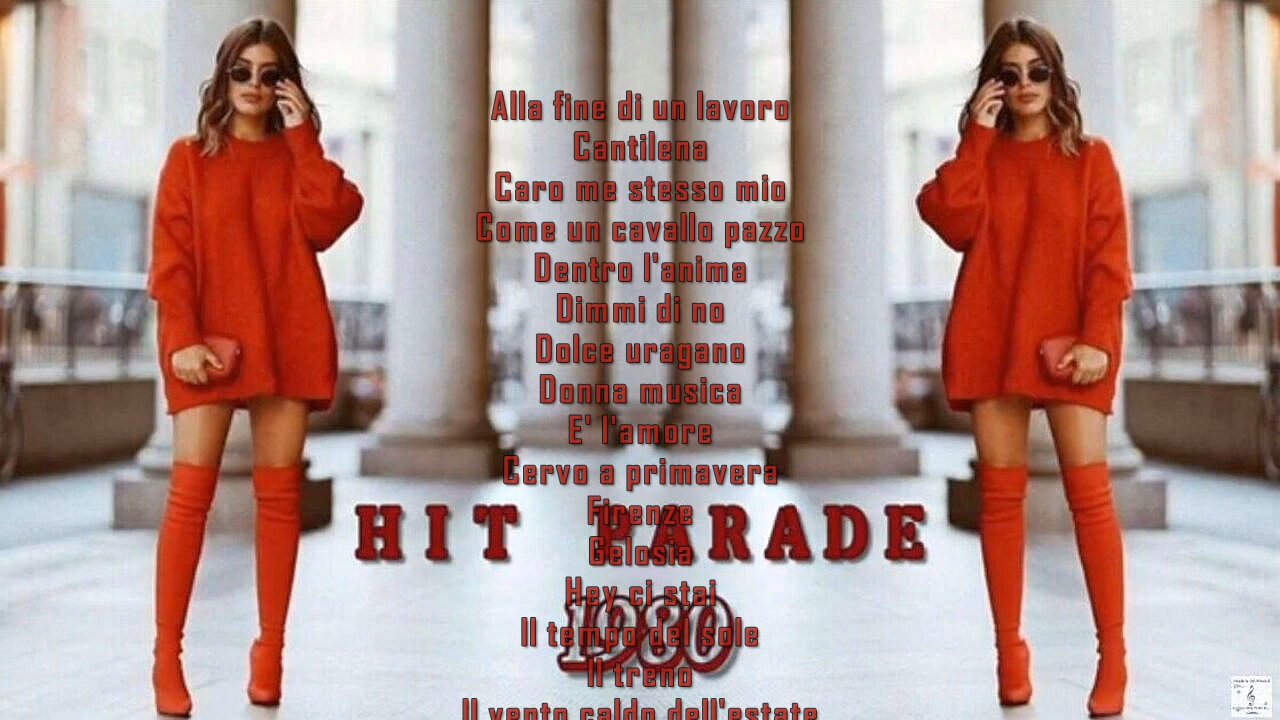 Alla fine di un lavoro
Cantilena
Caro me stesso mio
Come un cavallo pazzo
Dentro l'anima
Dimmi di no
Dolce uragano
Donna musica
E' l'amore
Cervo a primavera
Firenze
HIT PARADE
Gelosia
Hey ci stai
1980
Il tempo del sole
Il treno
Il vento caldo dell'estate